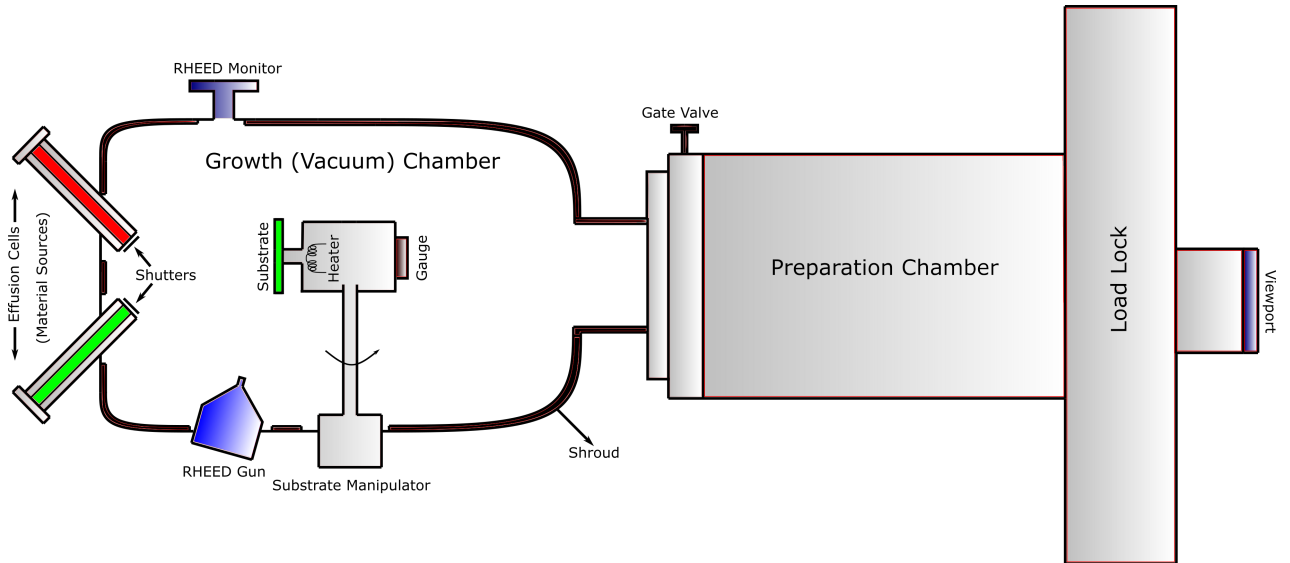 RHEED Monitor
Growth (Vacuum) Chamber
Gate Valve
Effusion Cells
(Material Sources)
Shutters
Substrate
Heater
Gauge
Preparation Chamber
Load Lock
Viewport
RHEED Gun
Substrate Manipulator
Shroud